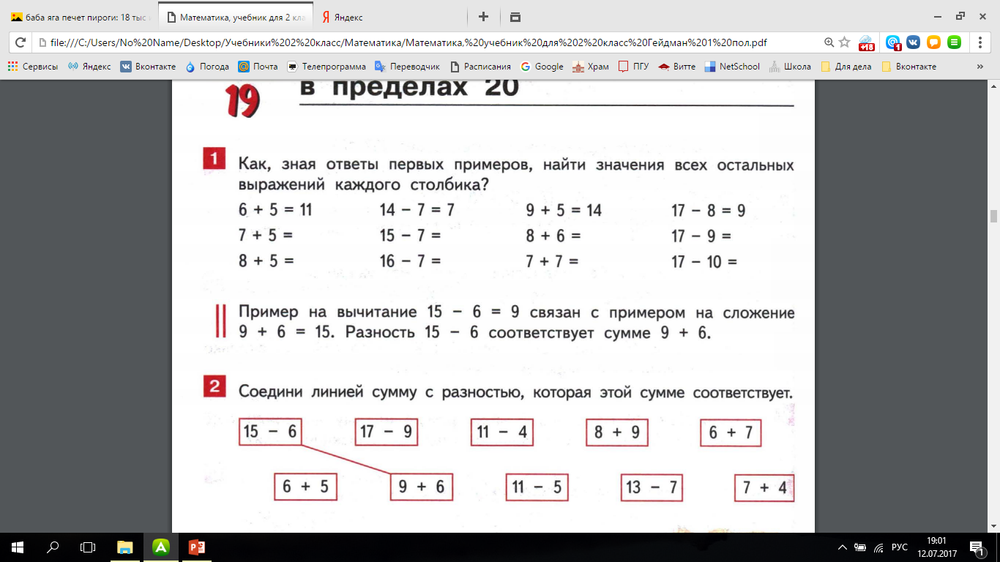 баба яга печет пироги: 18 тыс
Математика, учебник для 2 кла
Яндекс
file:///C:/Users/No%20Name/Desktop/Учебники%202%20класс/Математика/Математика,%20учебник%20для%202%20класс%20Гейдман%201%20пол.pdf
+18
1
Сервисы Яндекс Вконтакте Погода Почта Телепрограмма Переводчик Расписания Google Храм ПГУ Витте NetSchool Школа Для дела Вконтакте »
19
в пределах 20
1
Как, зная ответы первых примеров, найти значения всех остальных
выражений каждого столбика?
6 + 5 = 11 14 – 7 = 7 9 + 5 = 14 17 – 8 = 9
7 + 5 = 15 – 7 = 8 + 6 = 17 – 9 =
8 + 5 = 16 – 7 = 7 + 7 = 17 – 10 =
Пример на вычитание 15 – 6 = 9 связан с примером на сложение
9 + 6 = 15. Разность 15 – 6 соответствует сумме 9 + 6.
2
Соедини линией сумму с разностью, которая этой сумме соответствует.
15 – 6 17 – 9 11 – 4 8 + 9 6 + 7
6 + 5 9 + 6 11 – 5 13 – 7 7 + 4
РУС
19:01
12.07.2017
1